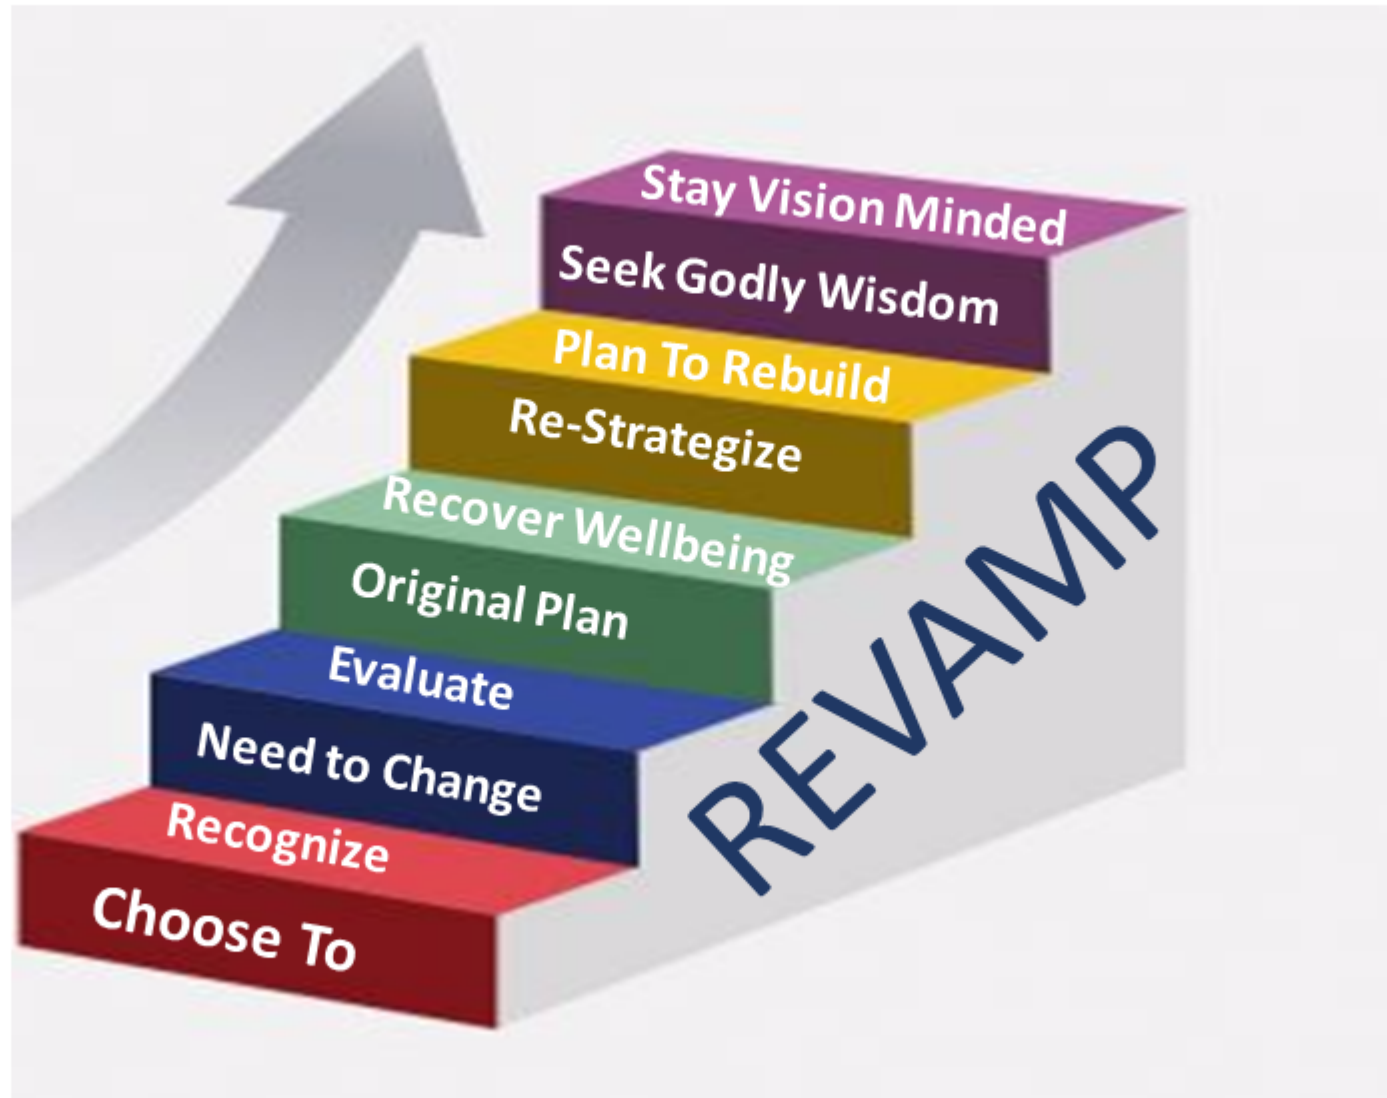 Stay Vision Minded
Seek Godly Wisdom
Plan To Rebuild
Re-Strategize
Recover Wellbeing
Original Plan
Evaluate
Need to Change
Recognize
Choose To
REVAMP